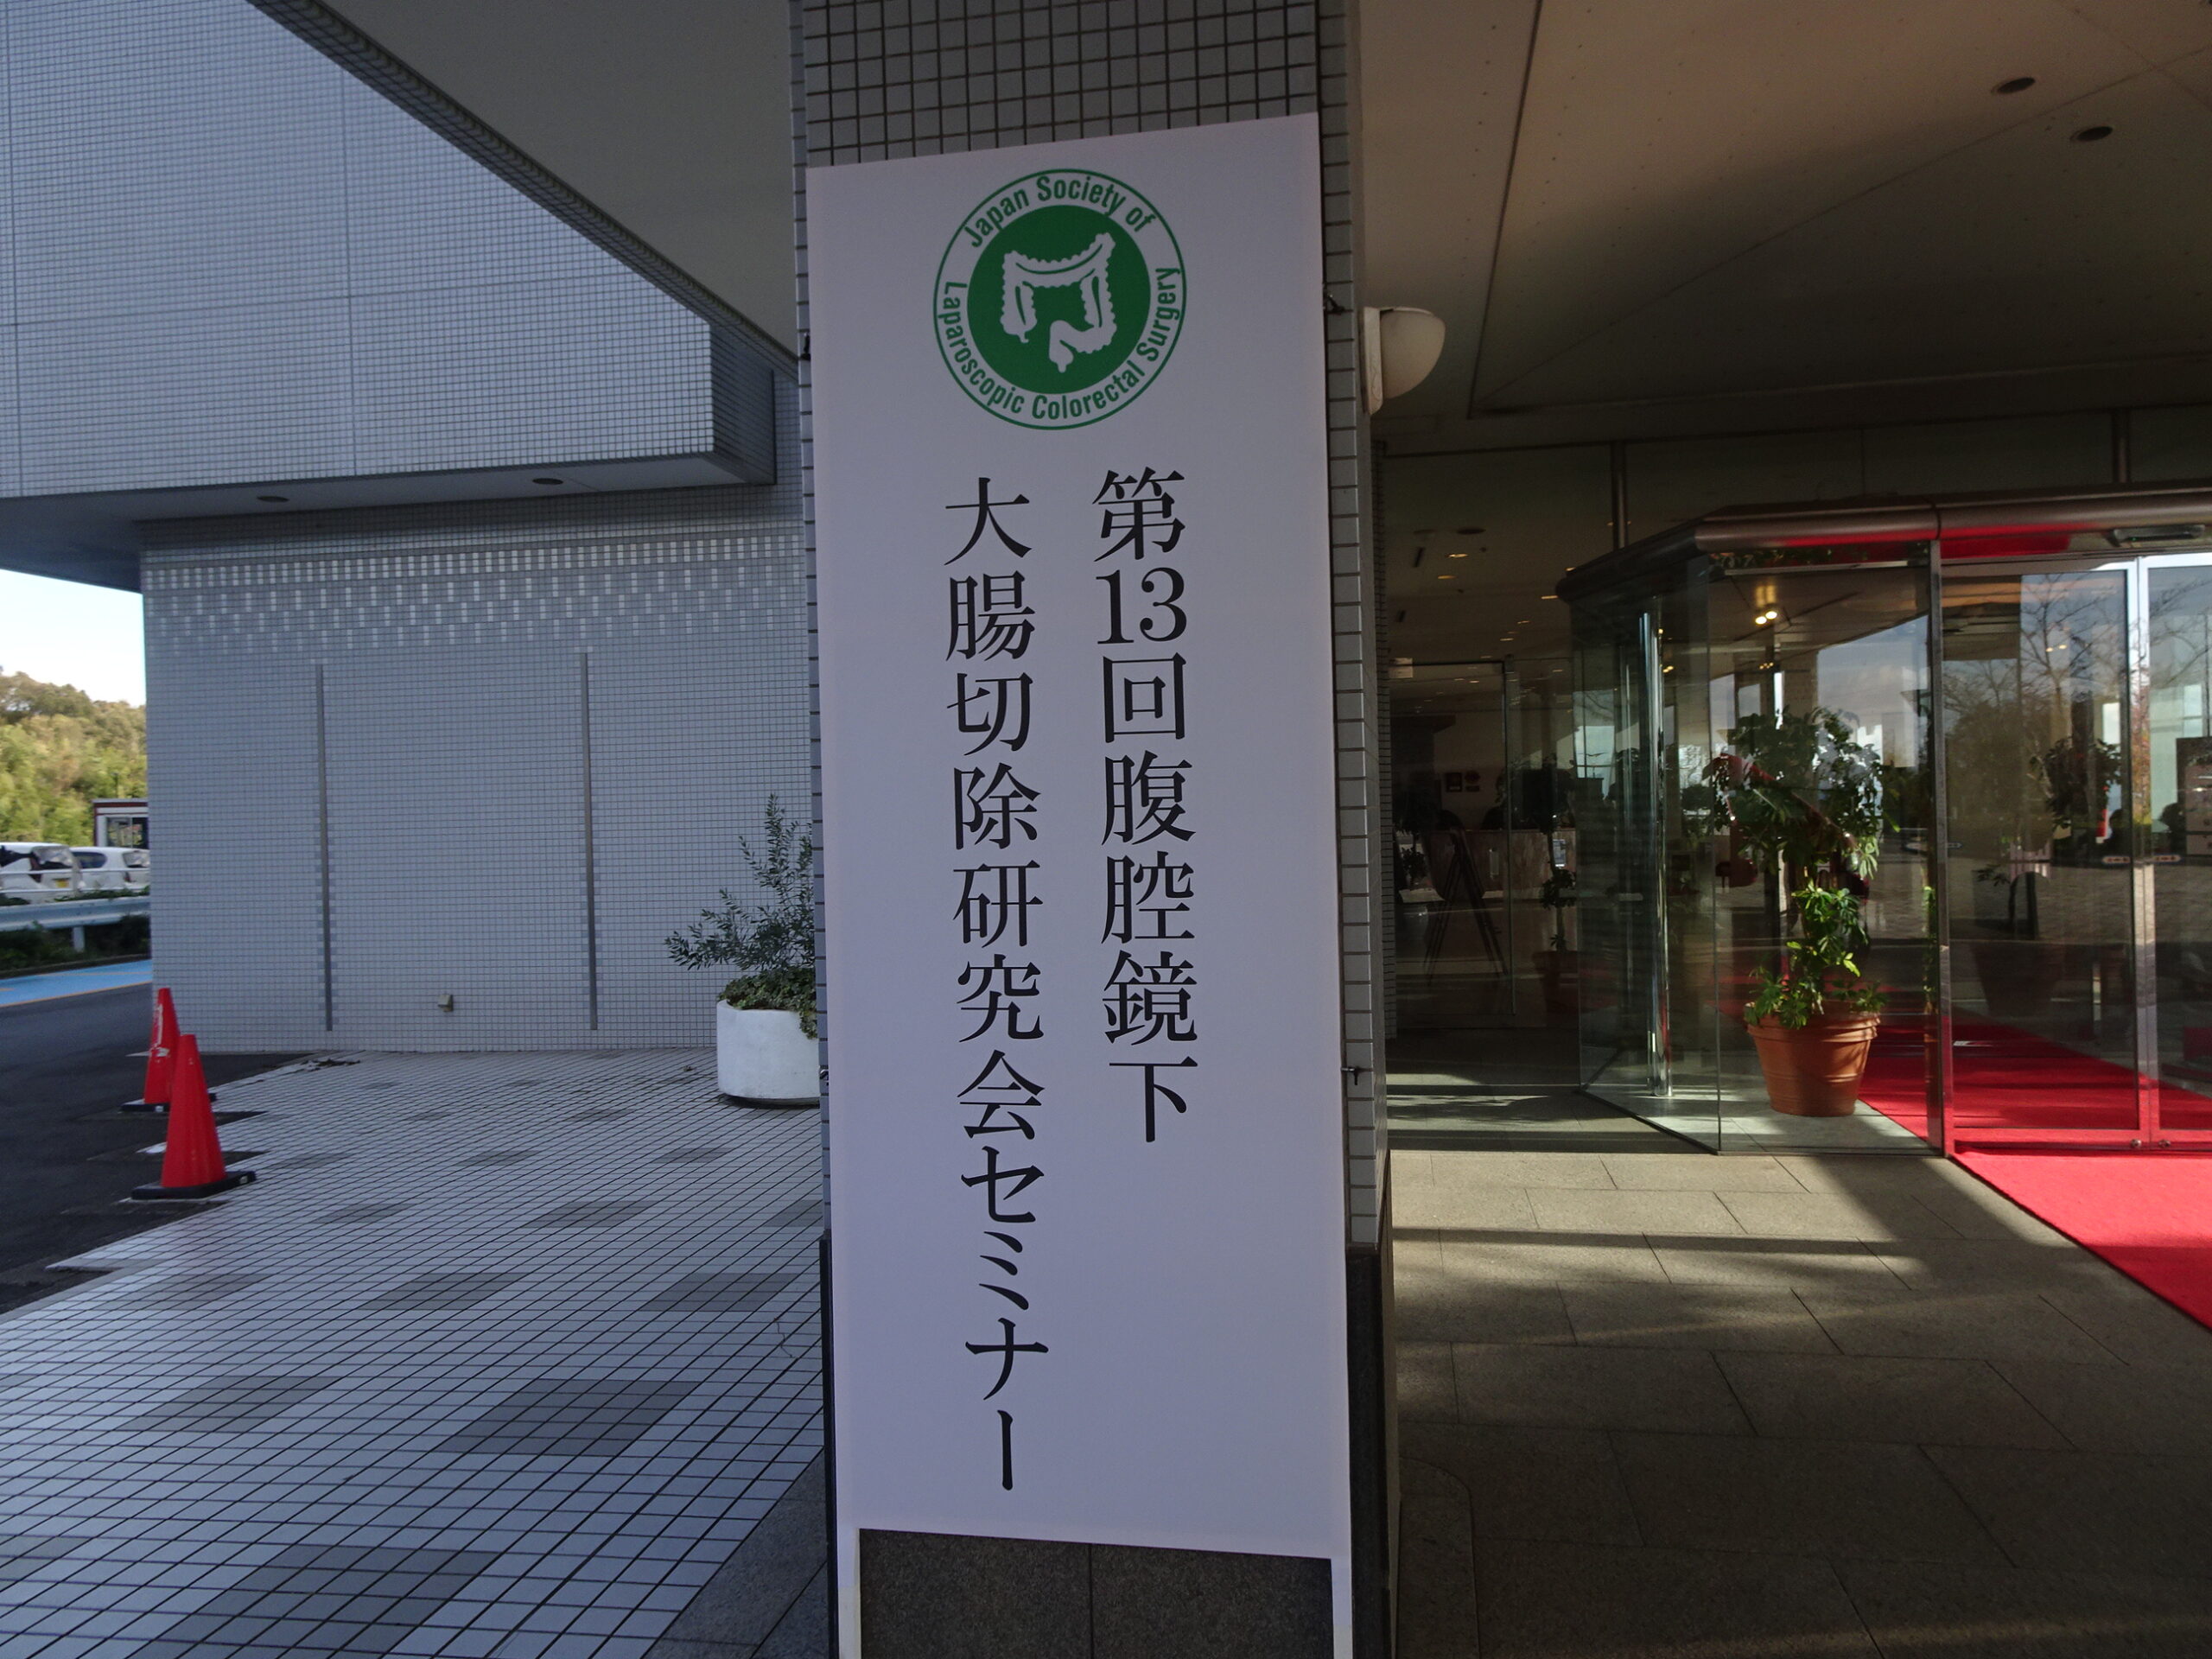 Japan Society of
Laparoscopic Colorectal Surgery
第13回腹腔鏡下
大腸切除研究会セミナー